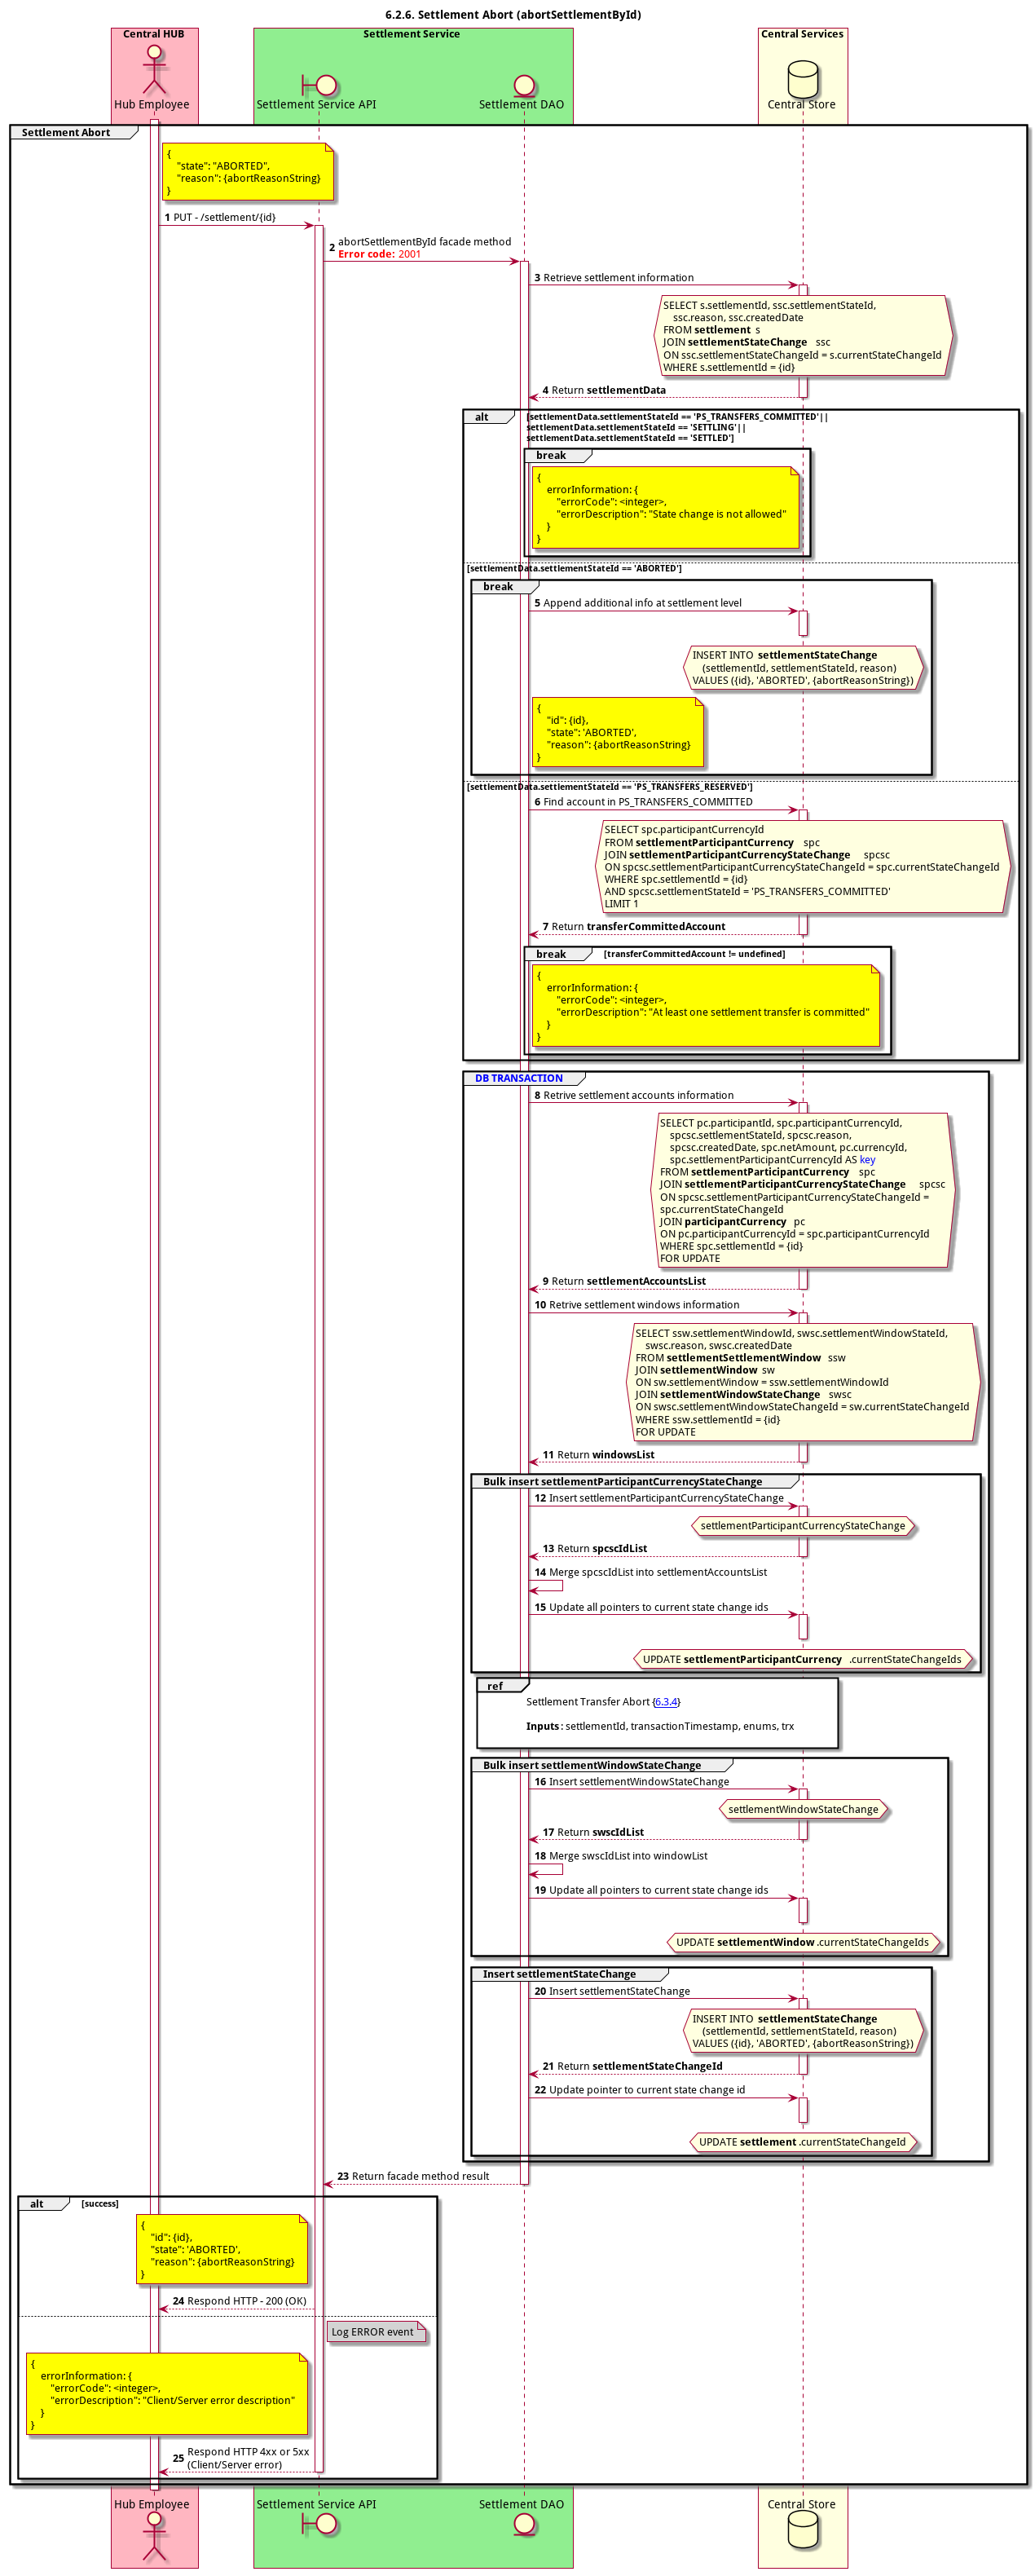 6.2.6. Settlement Abort (abortSettlementById)
Central HUB
Settlement Service
Central Services
Hub Employee
Settlement Service API
Settlement DAO
Central Store
Settlement Abort
{
"state": "ABORTED",
"reason": {abortReasonString}
}
1 PUT - /settlement/{id}
2 abortSettlementById facade method
Error code: 2001
3 Retrieve settlement information
SELECT s.settlementId, ssc.settlementStateId,
ssc.reason, ssc.createdDate
FROM settlement s
JOIN settlementStateChange ssc
ON ssc.settlementStateChangeId = s.currentStateChangeId
WHERE s.settlementId = {id}
4 Return settlementData
alt [settlementData.settlementStateId == 'PS_TRANSFERS_COMMITTED'||
settlementData.settlementStateId == 'SETTLING'||
settlementData.settlementStateId == 'SETTLED']
break
{
errorInformation: {
"errorCode": <integer>,
"errorDescription": "State change is not allowed"
}
}
[settlementData.settlementStateId == 'ABORTED']
break
5 Append additional info at settlement level
INSERT INTO settlementStateChange
(settlementId, settlementStateId, reason)
VALUES ({id}, 'ABORTED', {abortReasonString})
{
"id": {id},
"state": 'ABORTED',
"reason": {abortReasonString}
}
[settlementData.settlementStateId == 'PS_TRANSFERS_RESERVED']
6 Find account in PS_TRANSFERS_COMMITTED
SELECT spc.participantCurrencyId
FROM settlementParticipantCurrency spc
JOIN settlementParticipantCurrencyStateChange spcsc
ON spcsc.settlementParticipantCurrencyStateChangeId = spc.currentStateChangeId
WHERE spc.settlementId = {id}
AND spcsc.settlementStateId = 'PS_TRANSFERS_COMMITTED'
LIMIT 1
7 Return transferCommittedAccount
break [transferCommittedAccount != undefined]
{
errorInformation: {
"errorCode": <integer>,
"errorDescription": "At least one settlement transfer is committed"
}
}
DB TRANSACTION
8 Retrive settlement accounts information
SELECT pc.participantId, spc.participantCurrencyId,
spcsc.settlementStateId, spcsc.reason,
spcsc.createdDate, spc.netAmount, pc.currencyId,
spc.settlementParticipantCurrencyId AS key
FROM settlementParticipantCurrency spc
JOIN settlementParticipantCurrencyStateChange spcsc
ON spcsc.settlementParticipantCurrencyStateChangeId =
spc.currentStateChangeId
JOIN participantCurrency pc
ON pc.participantCurrencyId = spc.participantCurrencyId
WHERE spc.settlementId = {id}
FOR UPDATE
9 Return settlementAccountsList
10 Retrive settlement windows information
SELECT ssw.settlementWindowId, swsc.settlementWindowStateId,
swsc.reason, swsc.createdDate
FROM settlementSettlementWindow ssw
JOIN settlementWindow sw
ON sw.settlementWindow = ssw.settlementWindowId
JOIN settlementWindowStateChange swsc
ON swsc.settlementWindowStateChangeId = sw.currentStateChangeId
WHERE ssw.settlementId = {id}
FOR UPDATE
11 Return windowsList
Bulk insert settlementParticipantCurrencyStateChange
12 Insert settlementParticipantCurrencyStateChange
settlementParticipantCurrencyStateChange
13 Return spcscIdList
14 Merge spcscIdList into settlementAccountsList
15 Update all pointers to current state change ids
UPDATE settlementParticipantCurrency .currentStateChangeIds
ref
Settlement Transfer Abort {6.3.4}
Inputs : settlementId, transactionTimestamp, enums, trx
Bulk insert settlementWindowStateChange
16 Insert settlementWindowStateChange
settlementWindowStateChange
17 Return swscIdList
18 Merge swscIdList into windowList
19 Update all pointers to current state change ids
UPDATE settlementWindow .currentStateChangeIds
Insert settlementStateChange
20 Insert settlementStateChange
INSERT INTO settlementStateChange
(settlementId, settlementStateId, reason)
VALUES ({id}, 'ABORTED', {abortReasonString})
21 Return settlementStateChangeId
22 Update pointer to current state change id
UPDATE settlement .currentStateChangeId
23 Return facade method result
alt [success]
{
"id": {id},
"state": 'ABORTED',
"reason": {abortReasonString}
}
24 Respond HTTP - 200 (OK)
Log ERROR event
{
errorInformation: {
"errorCode": <integer>,
"errorDescription": "Client/Server error description"
}
}
25 Respond HTTP 4xx or 5xx
(Client/Server error)
Hub Employee
Settlement Service API
Settlement DAO
Central Store